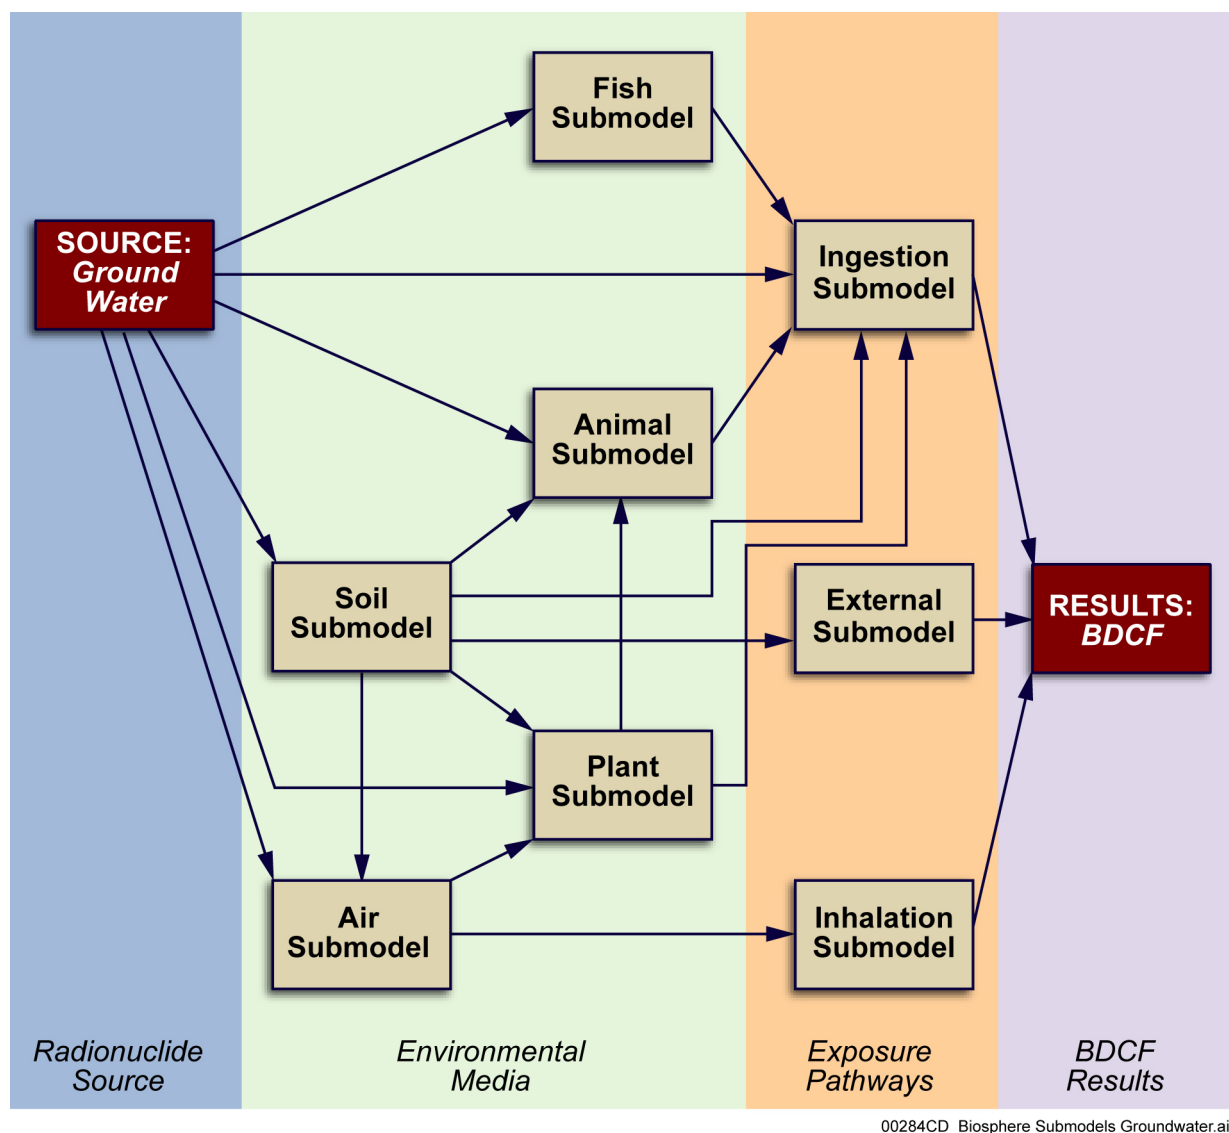 Fish
Submodel
SOURCE:
Ground
Water
Ingestion
Submodel
Animal
Submodel
Soil
Submodel
External
Submodel
RESULTS:
BDCF
Plant
Submodel
Air
Submodel
Inhalation
Submodel
Radionuclide
Source
Environmental
Media
Exposure
Pathways
BDCF
Results
00284CD Biosphere Submodels Groundwater.ai